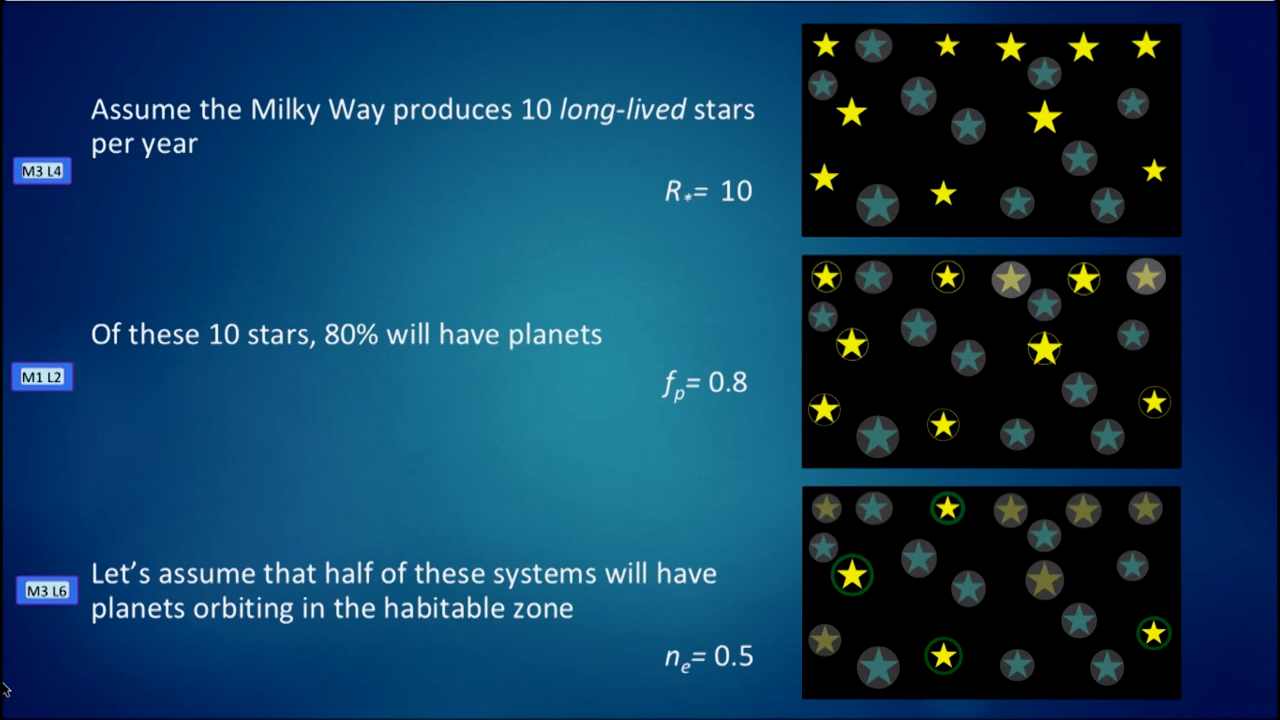 Assume the Milky Way produces 10 long-lived stars
per year
M3 L4
R*= 10
Of these 10 stars, 80% will have planets
M1 L2
fp= 0.8
Let’s assume that half of these systems will have
M3 L6
planets orbiting in the habitable zone
ne= 0.5